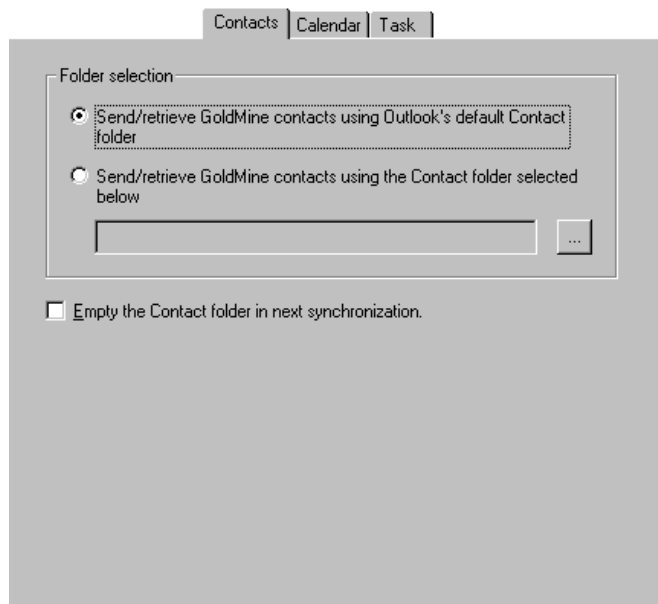 Contacts Calendar Task
Folder selection
Send/retrieve GoldMine contacts using Outlook's default Contact
folder
Send/retrieve GoldMine contacts using the Contact folder selected
below
...
Empty the Contact folder in next synchronization.